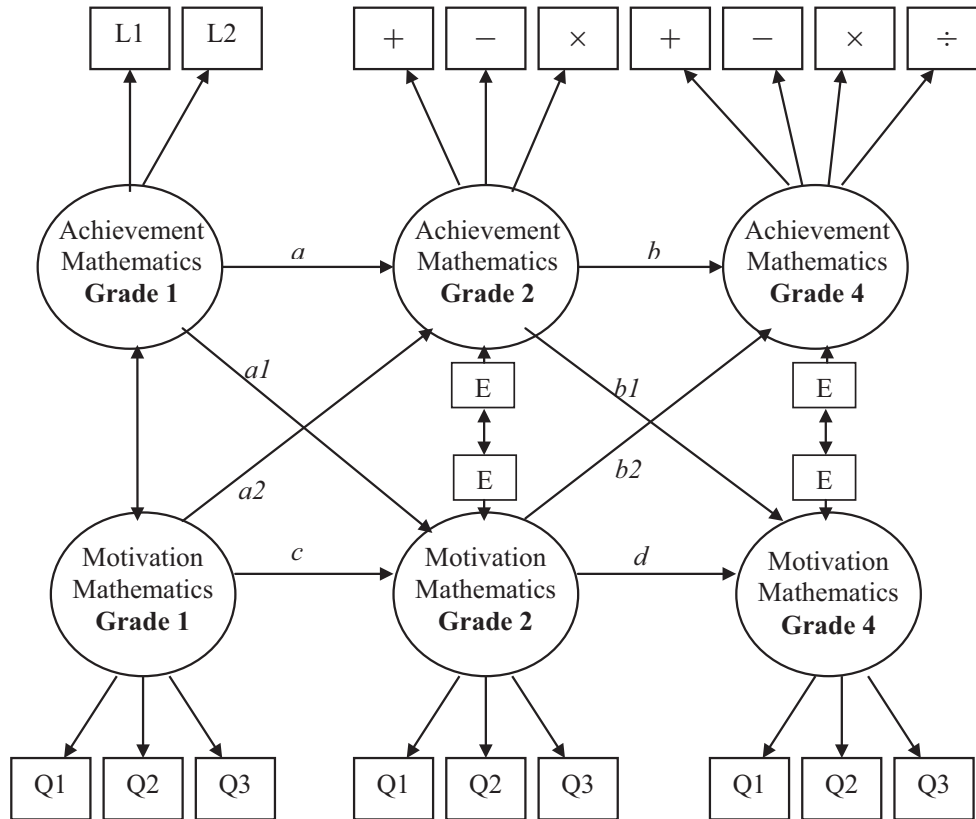 L1 L2 + − × + − × ÷
Achievement
Mathematics
Grade 1
a
Achievement
Mathematics
Grade 2
b
Achievement
Mathematics
Grade 4
a1
E
b1
E
a2
E
b2
E
Motivation
Mathematics
Grade 1
c
Motivation
Mathematics
Grade 2
d
Motivation
Mathematics
Grade 4
Q1 Q2 Q3 Q1 Q2 Q3 Q1 Q2 Q3